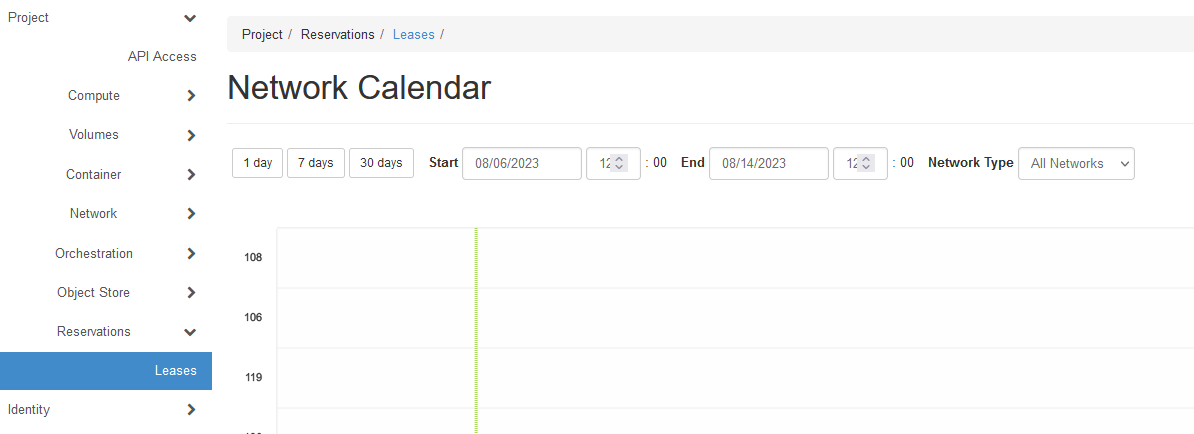 Project
API Access
Compute
Volumes
Container
Network
Orchestration
Object Store
Reservations
Leases
Identity
Project / Reservations / Leases /
Network Calendar
1 day 7 days 30 days Start 08/06/2023 12 : 00 End 08/14/2023 12 : 00 Network Type All Networks
108
106
119